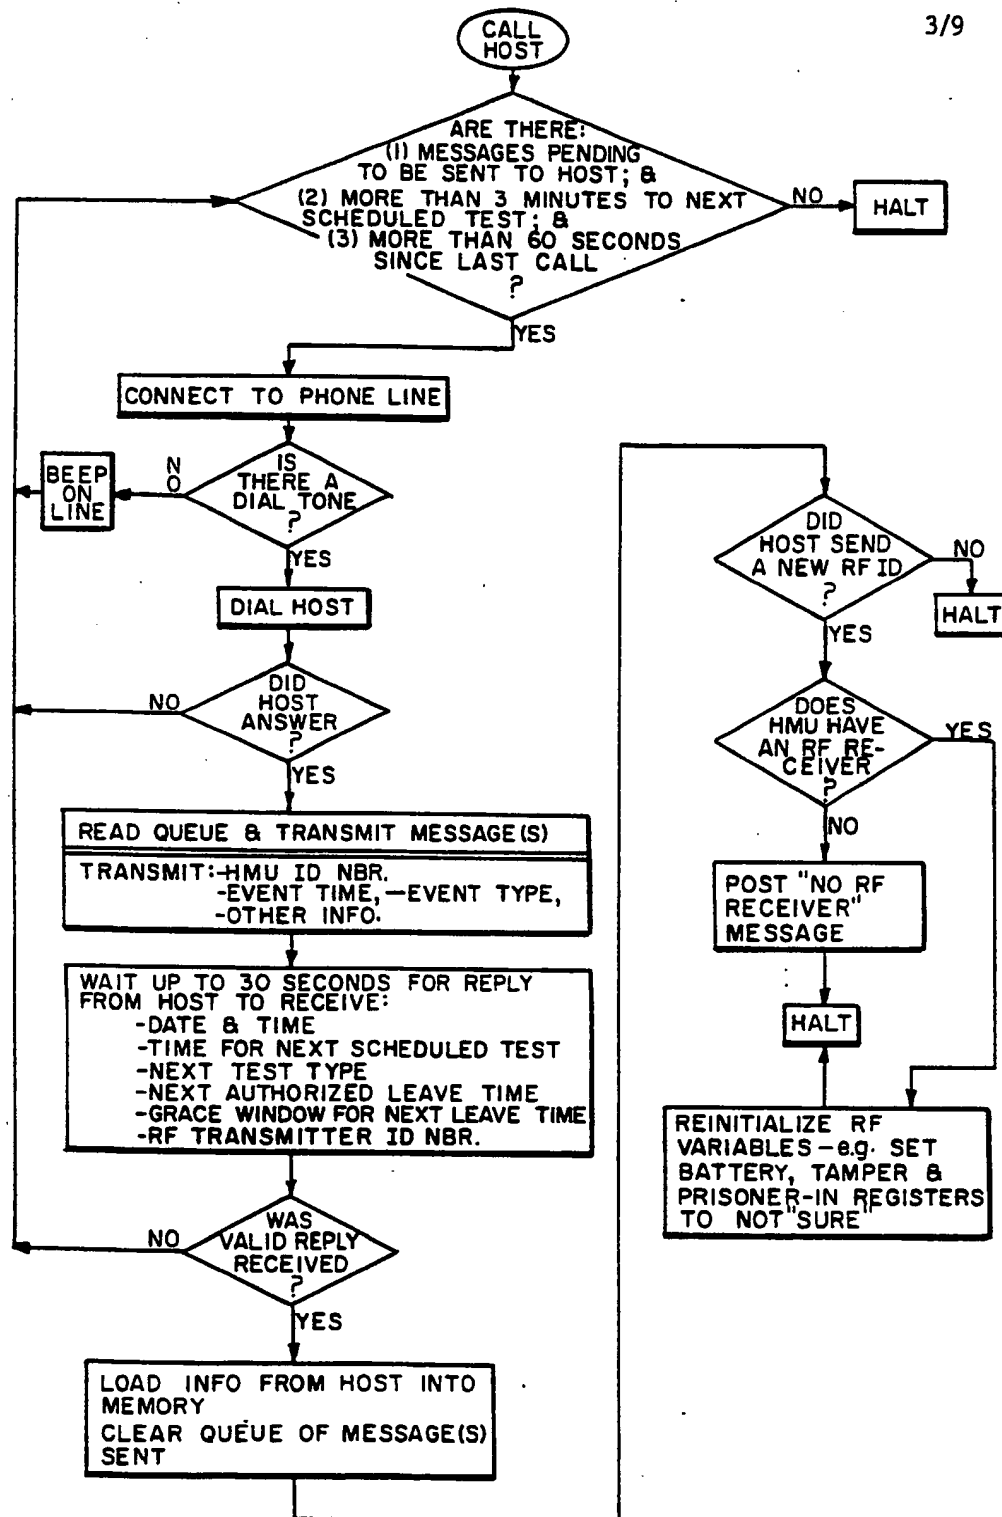 3/9
CALL
HOST
ARE THERE:
(1) MESSAGES PENDING
TO BE SENT TO HOST; &
(2) MORE THAN 3 MINUTES TO NEXT
SCHEDULED TEST; &
(3) MORE THAN 60 SECONDS
SINCE LAST CALL
?
NO
HALT
YES
CONNECT TO PHONE LINE
IS
THERE A
DIAL TONE
?
NO
BEEP
ON
LINE
YES
DIAL HOST
DID
HOST
ANSWER
?
NO
YES
READ QUEUE & TRANSMIT MESSAGE(S)
TRANSMIT:-HMU ID NBR.
-EVENT TIME, -EVENT TYPE,
-OTHER INFO.
WAIT UP TO 30 SECONDS FOR REPLY
FROM HOST TO RECEIVE:
-DATE & TIME
-TIME FOR NEXT SCHEDULED TEST
-NEXT TEST TYPE
-NEXT AUTHORIZED LEAVE TIME
-GRACE WINDOW FOR NEXT LEAVE TIME
-RF TRANSMITTER ID NBR.
WAS
VALID REPLY
RECEIVED
?
NO
YES
LOAD INFO FROM HOST INTO
MEMORY
CLEAR QUEUE OF MESSAGE(S)
SENT
DID
HOST SEND
A NEW RF ID
?
NO
HALT
YES
DOES
HMU HAVE
AN RF RE-
CEIVER
?
YES
NO
POST "NO RF
RECEIVER"
MESSAGE
HALT
REINITIALIZE RF
VARIABLES-e.g. SET
BATTERY, TAMPER &
PRISONER-IN REGISTERS
TO NOT "SURE"